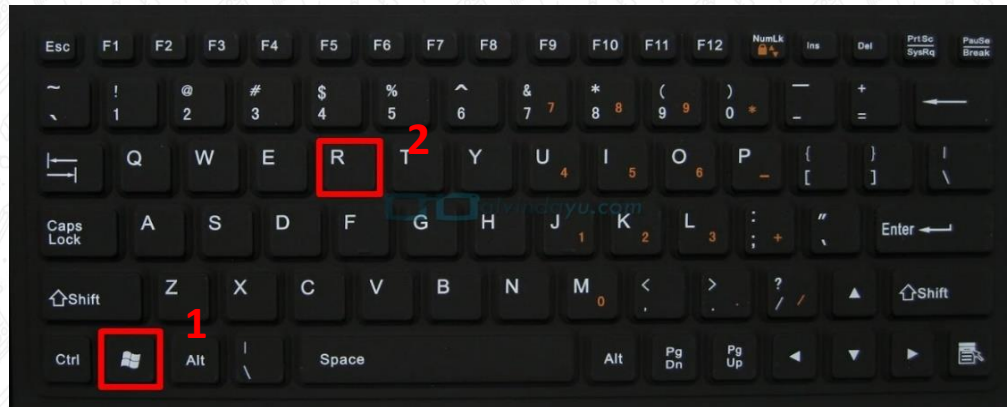 Esc F1 F2 F3 F4 F5 F6 F7 F8 F9 F10 F11 F12 NumLk Ins Del PrtSc SysRq PauSe Break
~ ` ! 1 @ 2 # 3 $ 4 % 5 ^ 6 & 7 7 * 8 8 ( 9 9 ) 0 * — - + =
Q W E R T 2 Y U 4 I 5 O 6 P - { [ } ] | \
Caps Lock A S D F G H J 1 K 2 L 3 : ; + " ' Enter
Shift Z X C V B N M 0 < , > . . ? / / Shift
1
Ctrl Alt | \ Space Alt Pg Dn Pg Up